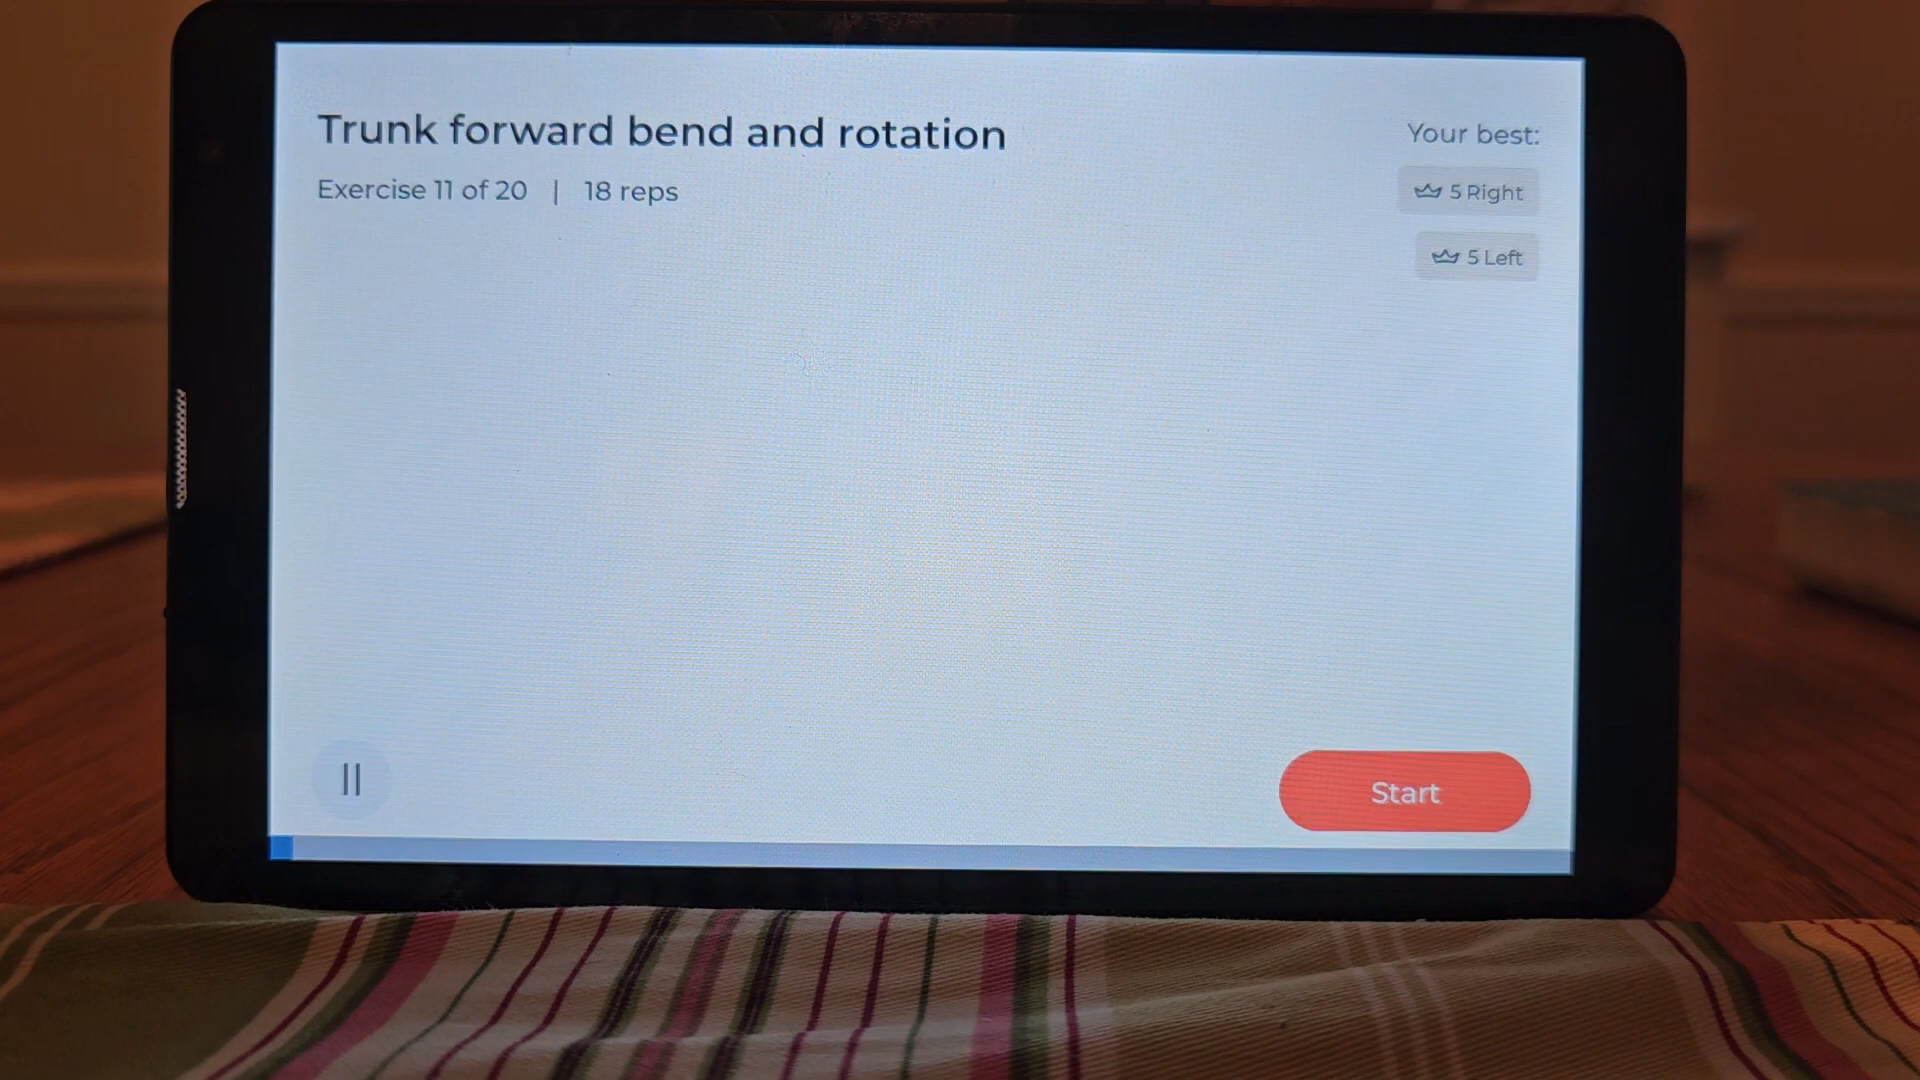 Trunk forward bend and rotation
Exercise 11 of 20 | 18 reps
Your best:
5 Right
5 Left
Start